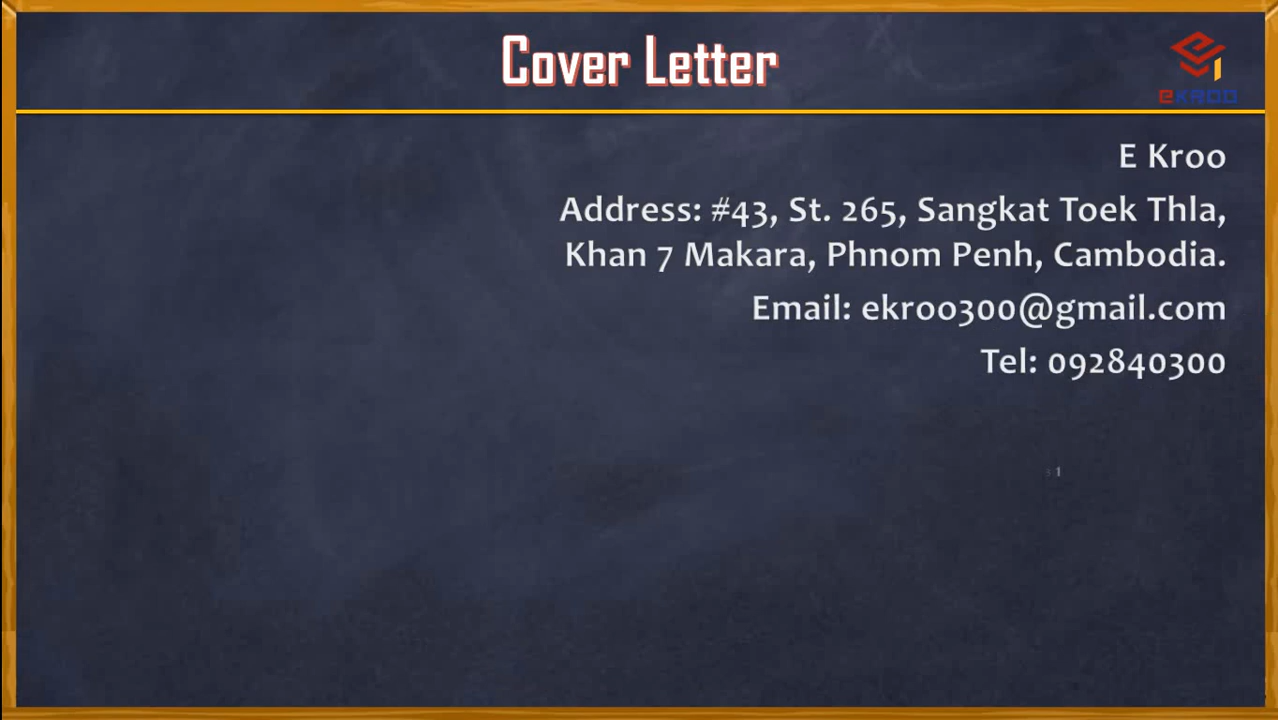 Cover Letter
eKROO
E Kroo
Address: #43, St. 265, Sangkat Toek Thla,
Khan 7 Makara, Phnom Penh, Cambodia.
Email: ekroo300@gmail.com
Tel: 092840300